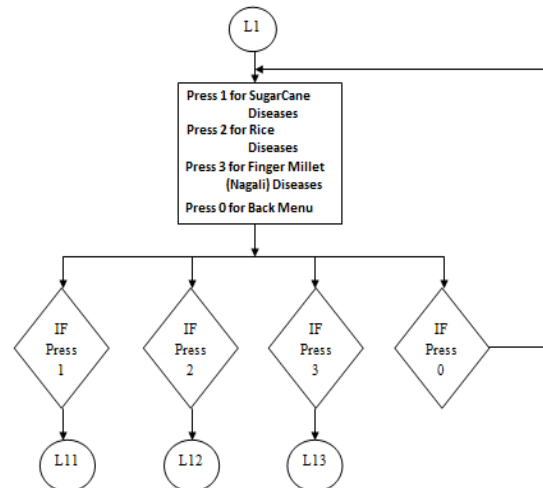 L1
Press 1 for SugarCane
Diseases
Press 2 for Rice
Diseases
Press 3 for Finger Millet
(Nagali) Diseases
Press 0 for Back Menu
IF
Press
1
IF
Press
2
IF
Press
3
IF
Press
0
L11
L12
L13